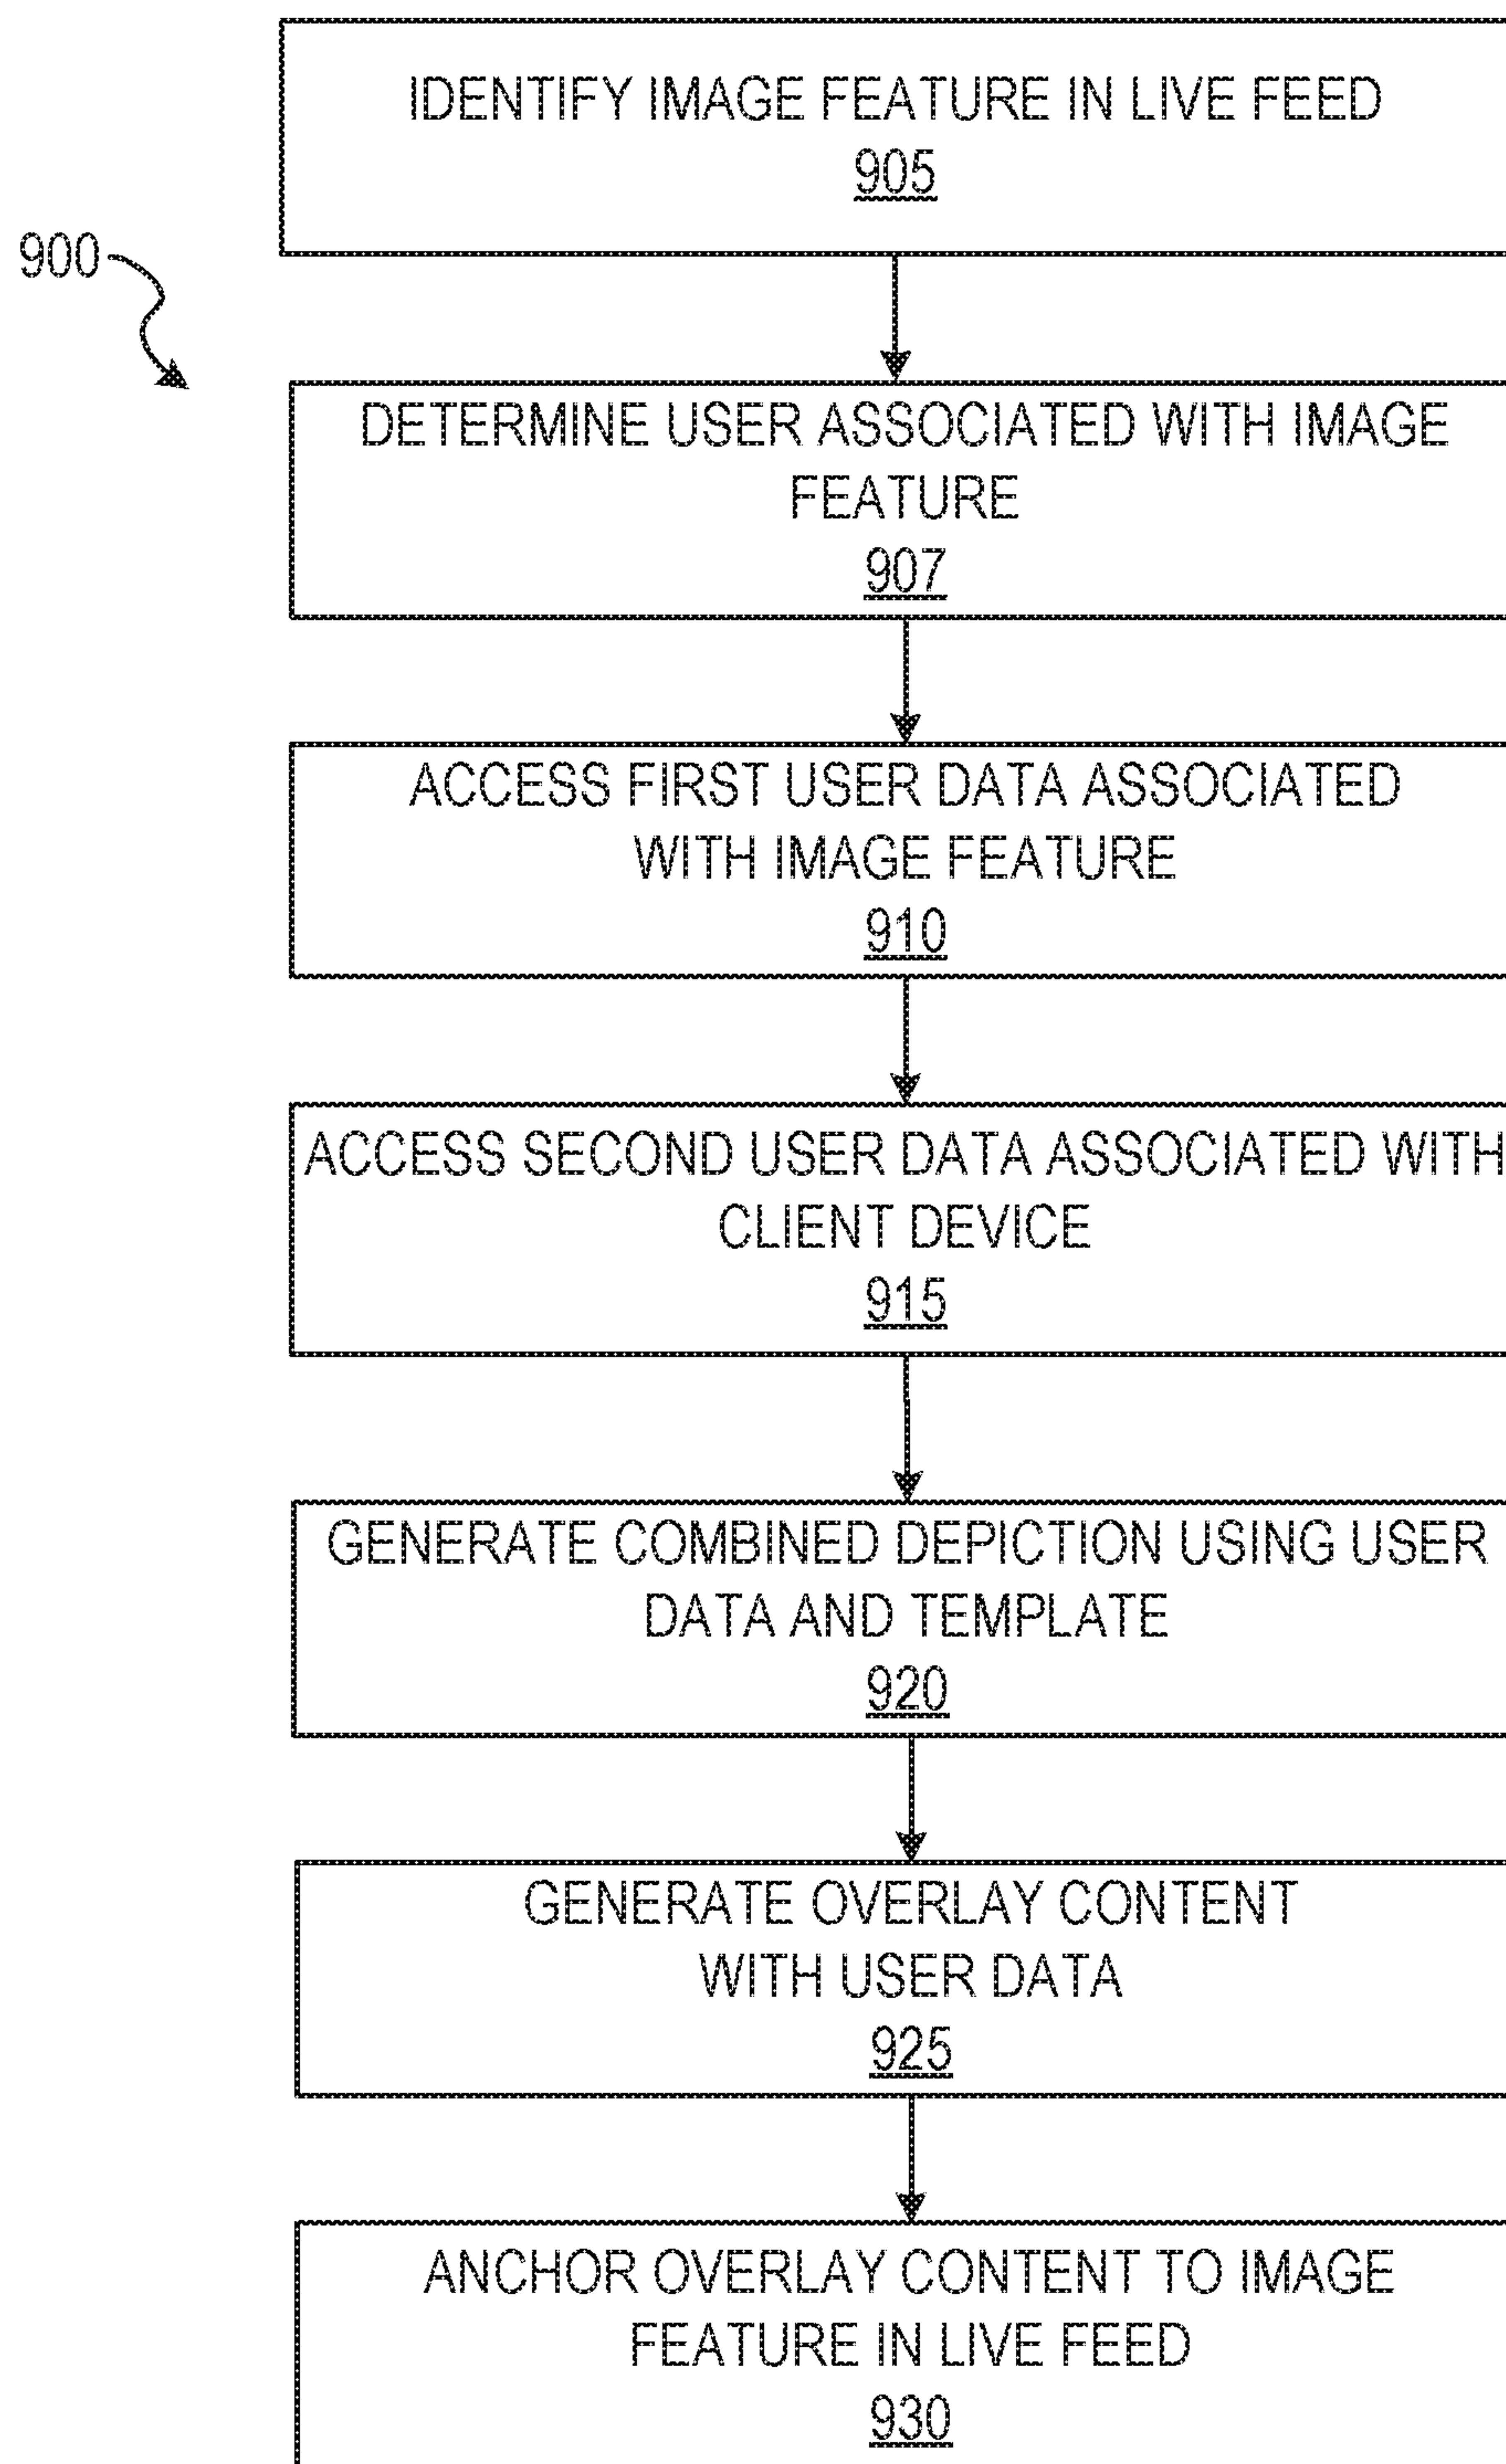 IDENTIFY IMAGE FEATURE IN LIVE FEED
905
900
DETERMINE USER ASSOCIATED WITH IMAGE
FEATURE
907
ACCESS FIRST USER DATA ASSOCIATED
WITH IMAGE FEATURE
910
ACCESS SECOND USER DATA ASSOCIATED WITH
CLIENT DEVICE
915
GENERATE COMBINED DEPICTION USING USER
DATA AND TEMPLATE
920
GENERATE OVERLAY CONTENT
WITH USER DATA
925
ANCHOR OVERLAY CONTENT TO IMAGE
FEATURE IN LIVE FEED
930